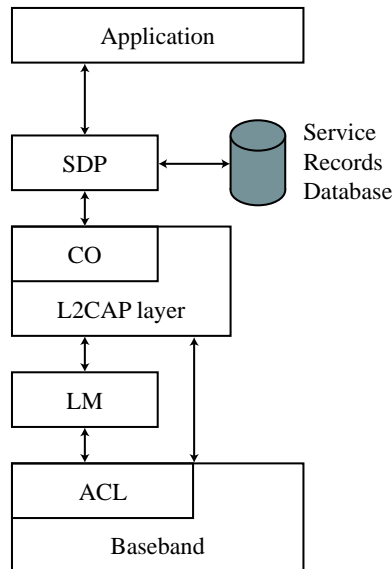 Application
SDP
Service
Records
Database
CO
L2CAP layer
LM
ACL
Baseband